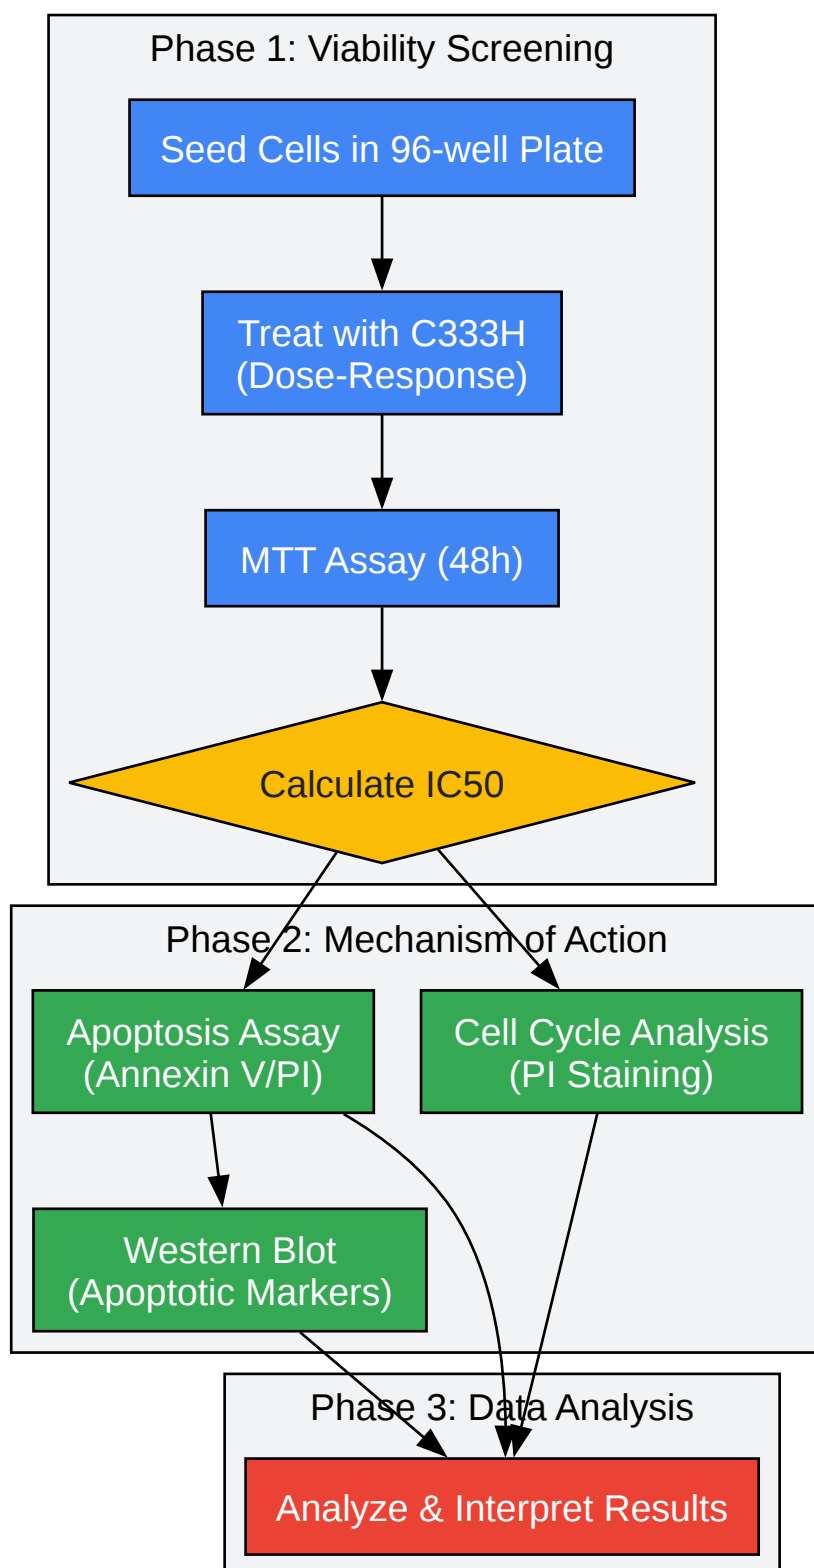 Phase 1: Viability Screening
Seed Cells in 96-well Plate
Treat with C333H
(Dose-Response)
MTT Assay (48h)
Calculate IC50
Phase 2: Mechanism of Action
Apoptosis Assay
(Annexin V/PI)
Cell Cycle Analysis
(PI Staining)
Western Blot
(Apoptotic Markers)
Phase 3: Data Analysis
Analyze & Interpret Results